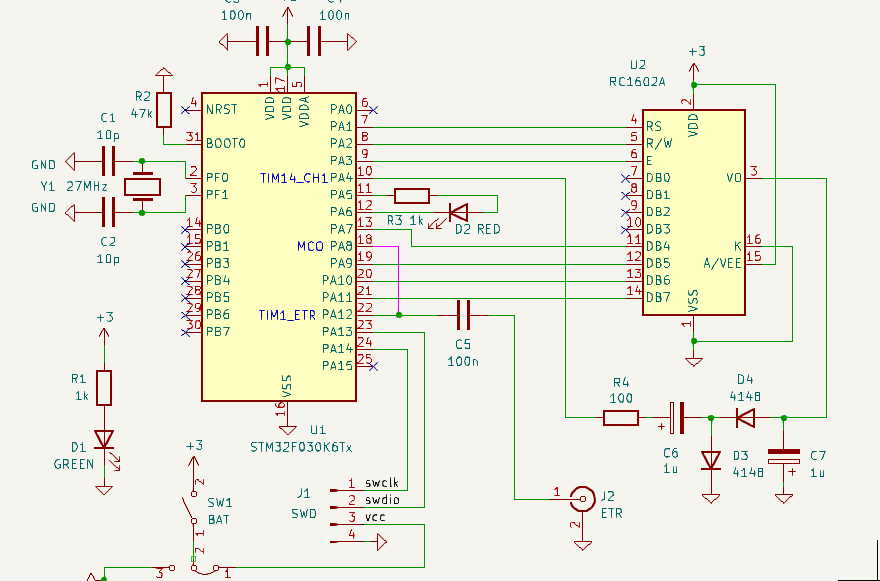 100n
100n
+3
U2
RC1602A
R2
47k
C1
10p
GND
Y1 27MHz
GND
C2
10p
1
17
5
VDD
VDD
VDDA
4
NRST
31
BOOT0
2
PF0
3
PF1
14
PB0
15
PB1
26
PB3
27
PB4
28
PB5
29
PB6
30
PB7
PA0
6
PA1
7
PA2
8
PA3
9
TIM14_CH1
PA4
10
PA5
11
PA6
12
PA7
13
MCO
PA8
18
PA9
19
PA10
20
PA11
21
TIM1_ETR
PA12
22
PA13
23
PA14
24
PA15
25
VSS
16
U1
STM32F030K6Tx
R3 1k
D2 RED
2
VDD
4
RS
5
R/W
6
E
7
DB0
8
DB1
9
DB2
10
DB3
11
DB4
12
DB5
13
DB6
14
DB7
VO
3
K
16
A/VEE
15
VSS
1
C5
100n
+3
R1
1k
D1
GREEN
+3
2
SW1
BAT
1
2
3
1
J1
SWD
1
swclk
2
swdio
3
vcc
4
R4
100
C6
1u
+
D4
4148
D3
4148
C7
1u
+
1
J2
ETR
2